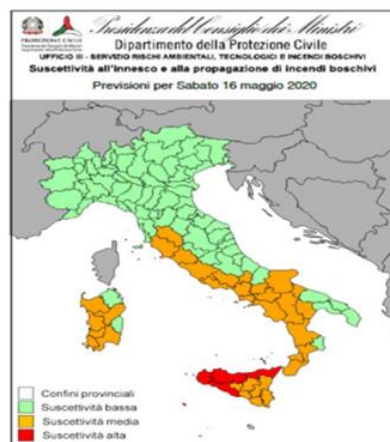 Presidenza del Consiglio dei Ministri
PROTEZIONE CIVILE
Dipartimento della Protezione Civile
UFFICIO III - SERVIZIO RISCHI AMBIENTALI, TECNOLOGICI E INCENDI BOSCHIVI
Suscettività all'innesco e alla propagazione di incendi boschivi
Previsioni per Sabato 16 maggio 2020
Confini provinciali
Suscettività bassa
Suscettività media
Suscettività alta